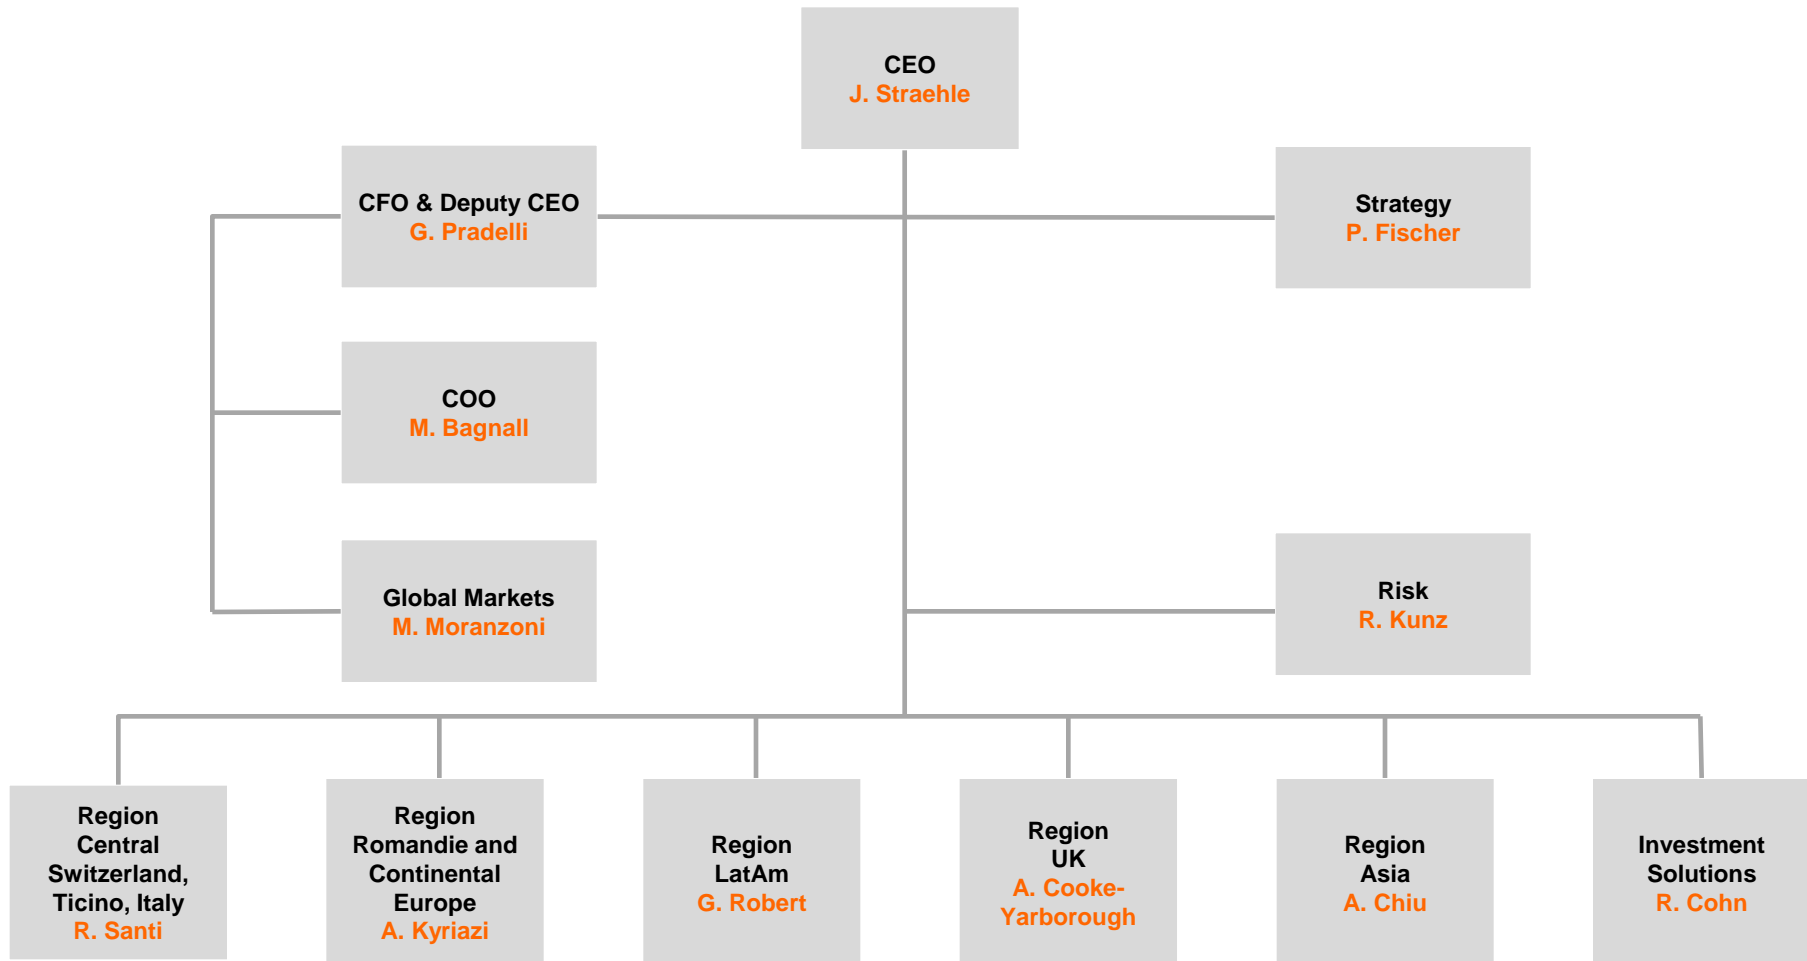 CEO
J. Straehle
CFO & Deputy CEO
G. Pradelli
Strategy
P. Fischer
COO
M. Bagnall
Global Markets
M. Moranzoni
Risk
R. Kunz
Region
Central
Switzerland,
Ticino, Italy
R. Santi
Region
Romandie and
Continental
Europe
A. Kyriazi
Region
LatAm
G. Robert
Region
UK
A. Cooke-
Yarborough
Region
Asia
A. Chiu
Investment
Solutions
R. Cohn